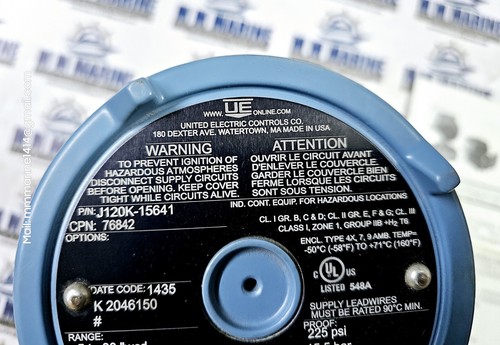 WWW. UE ONLINE.COM
UNITED ELECTRIC CONTROLS CO.
180 DEXTER AVE. WATERTOWN, MA MADE IN USA
WARNING
TO PREVENT IGNITION OF
HAZARDOUS ATMOSPHERES
DISCONNECT SUPPLY CIRCUITS
BEFORE OPENING. KEEP COVER
TIGHT WHILE CIRCUITS ALIVE.
ATTENTION
OUVRIR LE CIRCUIT AVANT
D'ENLEVER LE COUVERCLE.
GARDER LE COUVERCLE BIEN
FERME LORSQUE LES CIRCUITS
SONT SOUS TENSION.
P/N: J120K-15641
CPN: 76842
OPTIONS:
IND. CONT. EQUIP. FOR HAZARDOUS LOCATIONS
CL. I GR. B, C & D; CL. II GR. E, F & G; CL. III
CLASS I, ZONE 1, GROUP IIB +H₂ T6
ENCL. TYPE 4X, 7, 9 AMB. TEMP=
-50°C (-58°F) TO +71°C (160°F)
UL
LISTED 548A
DATE CODE: 1435
K 2046150
#
RANGE:
SUPPLY LEADWIRES
MUST BE RATED 90°C MIN.
PROOF:
225 psi
15.5 bar